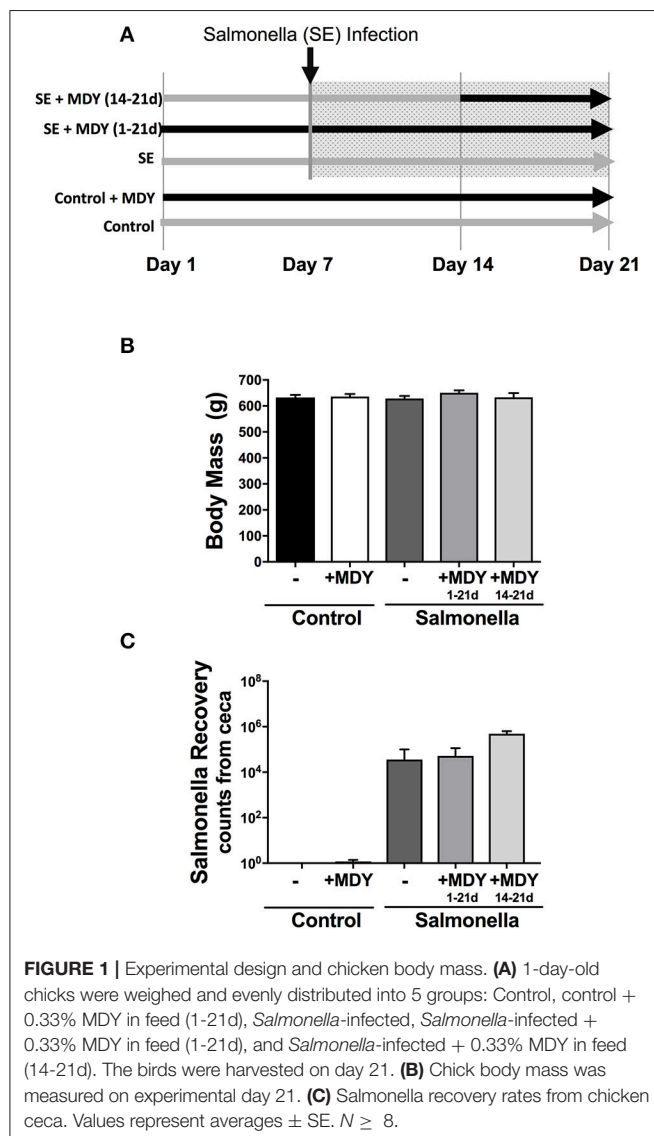 A
Salmonella (SE) Infection
SE + MDY (14-21d)
SE + MDY (1-21d)
SE
Control + MDY
Control
Day 1 Day 7 Day 14 Day 21
B
Body Mass (g)
700
600
500
400
300
200
100
0
- +MDY - +MDY +MDY
1-21d 14-21d
Control Salmonella
C
Salmonella Recovery
counts from ceca
10⁸
10⁶
10⁴
10²
10⁰
- +MDY - +MDY +MDY
1-21d 14-21d
Control Salmonella
FIGURE 1 | Experimental design and chicken body mass. (A) 1-day-old
chicks were weighed and evenly distributed into 5 groups: Control, control +
0.33% MDY in feed (1-21d), Salmonella-infected, Salmonella-infected +
0.33% MDY in feed (1-21d), and Salmonella-infected + 0.33% MDY in feed
(14-21d). The birds were harvested on day 21. (B) Chick body mass was
measured on experimental day 21. (C) Salmonella recovery rates from chicken
ceca. Values represent averages ± SE. N ≥ 8.